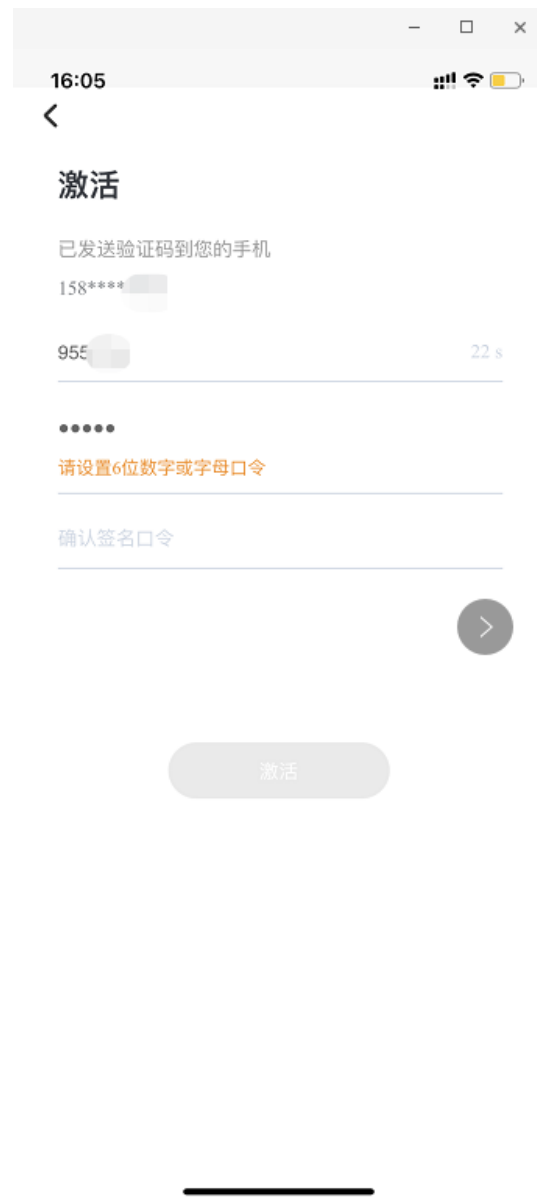 16:05
激活
已发送验证码到您的手机
158****
955
22 s
•••••
请设置6位数字或字母口令
确认签名口令
激活